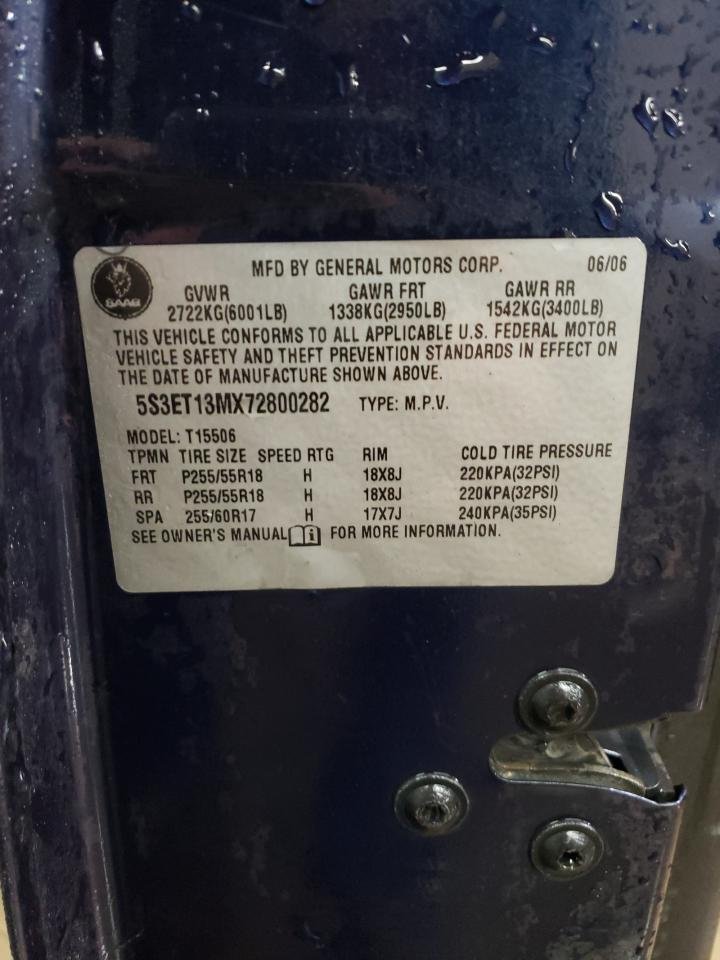 SAAB
MFD BY GENERAL MOTORS CORP. 06/06
GVWR GAWR FRT GAWR RR
2722KG(6001LB) 1338KG(2950LB) 1542KG(3400LB)
THIS VEHICLE CONFORMS TO ALL APPLICABLE U.S. FEDERAL MOTOR
VEHICLE SAFETY AND THEFT PREVENTION STANDARDS IN EFFECT ON
THE DATE OF MANUFACTURE SHOWN ABOVE.
5S3ET13MX72800282 TYPE: M.P.V.
MODEL: T15506
TPMN TIRE SIZE SPEED RTG RIM COLD TIRE PRESSURE
FRT P255/55R18 H 18X8J 220KPA(32PSI)
RR P255/55R18 H 18X8J 220KPA(32PSI)
SPA 255/60R17 H 17X7J 240KPA(35PSI)
SEE OWNER'S MANUAL i FOR MORE INFORMATION.